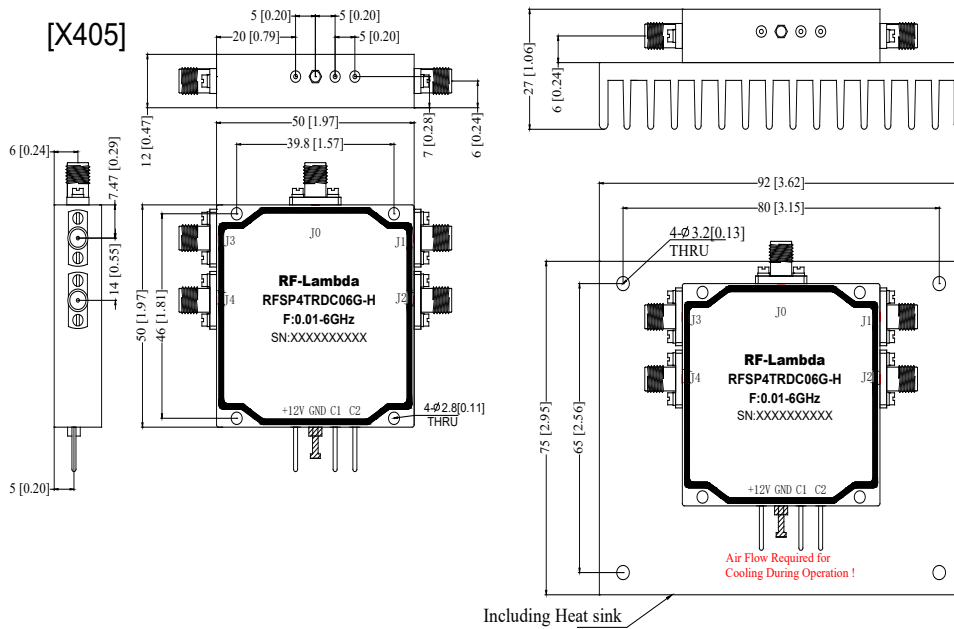 [X405]
5 [0.20]
5 [0.20]
20 [0.79]
5 [0.20]
12 [0.47]
7 [0.28]
6 [0.24]
50 [1.97]
39.8 [1.57]
6 [0.24]
7.47 [0.29]
14 [0.55]
50 [1.97]
46 [1.81]
5 [0.20]
J3
J0
J1
J4
J2
RF-Lambda
RFSP4TRDC06G-H
F:0.01-6GHz
SN:XXXXXXXXXX
+12V GND C1 C2
4-Ø2.8[0.11]
THRU
27 [1.06]
6 [0.24]
92 [3.62]
80 [3.15]
4-Ø3.2[0.13]
THRU
75 [2.95]
65 [2.56]
J3
J0
J1
J4
J2
RF-Lambda
RFSP4TRDC06G-H
F:0.01-6GHz
SN:XXXXXXXXXX
+12V GND C1 C2
Air Flow Required for
Cooling During Operation !
Including Heat sink